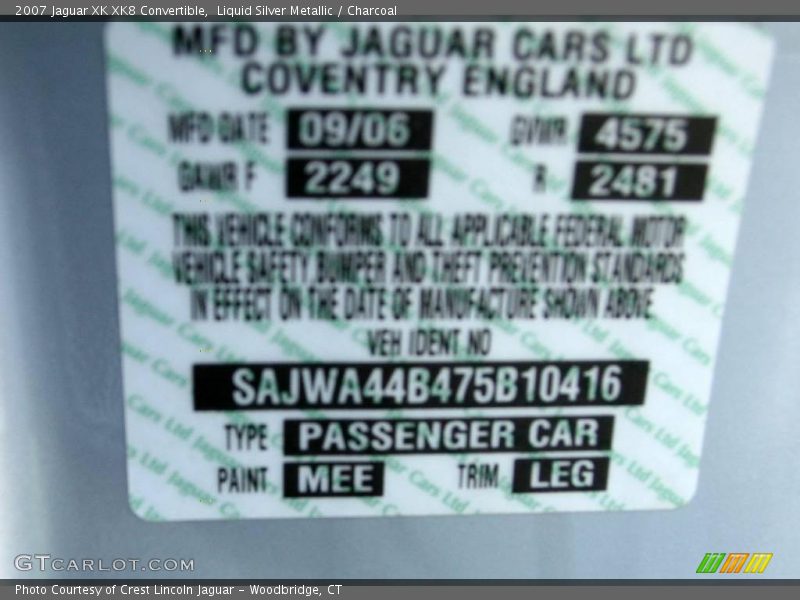 2007 Jaguar XK XK8 Convertible,  Liquid Silver Metallic / Charcoal
MFD BY JAGUAR CARS LTD
COVENTRY ENGLAND
MFD DATE 09/06 GVWR 4575
GAWR F 2249 R 2481
THIS VEHICLE CONFORMS TO ALL APPLICABLE FEDERAL MOTOR
VEHICLE SAFETY BUMPER AND THEFT PREVENTION STANDARDS
IN EFFECT ON THE DATE OF MANUFACTURE SHOWN ABOVE
VEH IDENT NO
SAJWA44B475B10416
TYPE PASSENGER CAR
PAINT MEE TRIM LEG
GTCARLOT.COM
Photo Courtesy of Crest Lincoln Jaguar – Woodbridge, CT